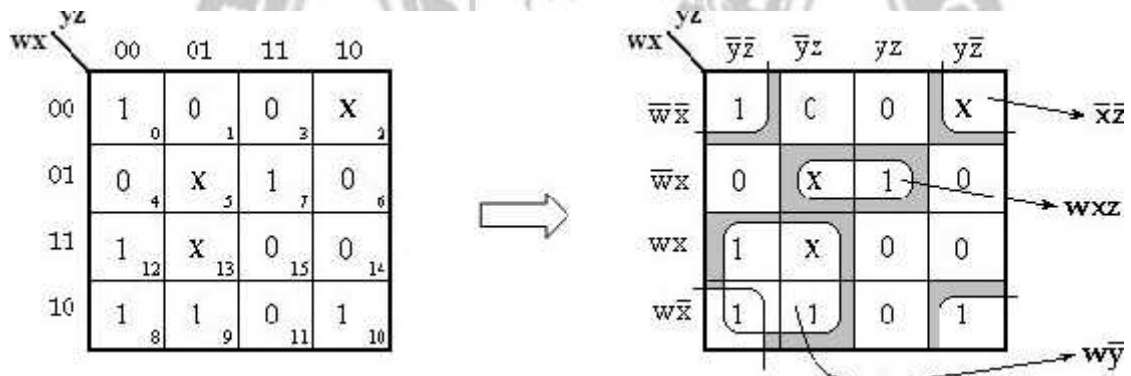 yz yz
wx 00 01 11 10 wx y̅z̅ y̅z yz yz̅
00 1 0 0 1 0 3 X 2 w̅x̅ 1 C 0 X x̅z̅
01 0 4 X 5 1 7 0 6 w̅x 0 X 1 0 wxz
11 1 12 X 13 0 15 0 14 wx 1 X 0 0
10 1 8 1 9 0 11 1 10 wx̅ 1 1 0 1 wy̅